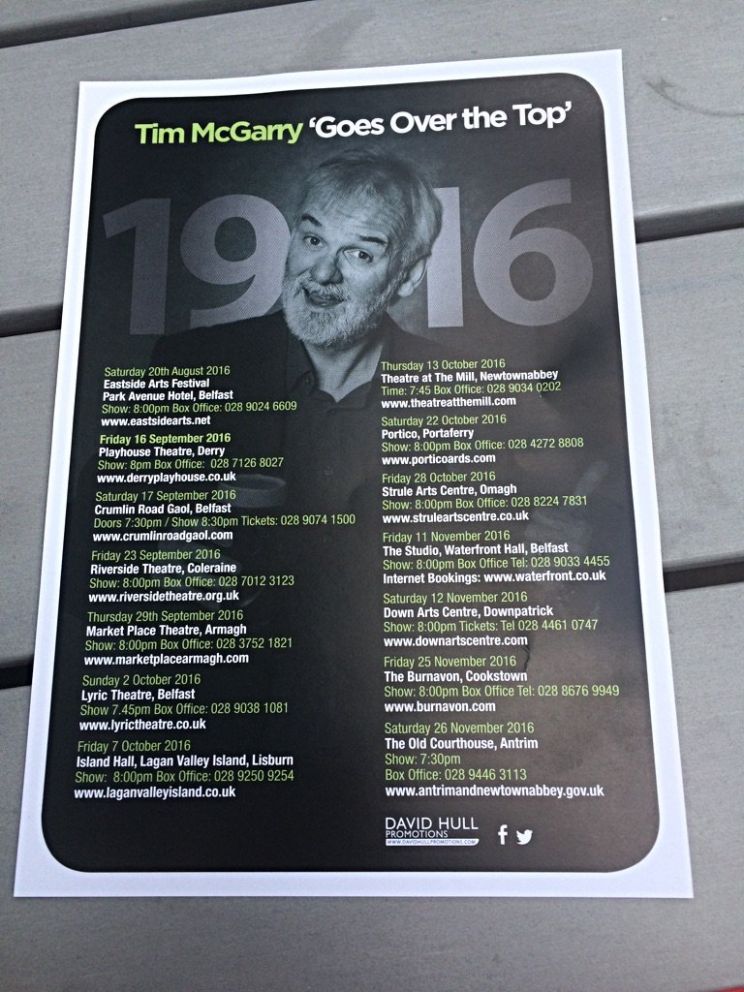 Tim McGarry 'Goes Over the Top'
1916
Saturday 20th August 2016
Eastside Arts Festival
Park Avenue Hotel, Belfast
Show: 8:00pm Box Office: 028 9024 6609
www.eastsidearts.net
Friday 16 September 2016
Playhouse Theatre, Derry
Show: 8pm Box Office: 028 7126 8027
www.derryplayhouse.co.uk
Saturday 17 September 2016
Crumlin Road Gaol, Belfast
Doors 7:30pm / Show 8:30pm Tickets: 028 9074 1500
www.crumlinroadgaol.com
Friday 23 September 2016
Riverside Theatre, Coleraine
Show: 8:00pm Box Office: 028 7012 3123
www.riversidetheatre.org.uk
Thursday 29th September 2016
Market Place Theatre, Armagh
Show: 8:00pm Box Office: 028 3752 1821
www.marketplacearmagh.com
Sunday 2 October 2016
Lyric Theatre, Belfast
Show 7.45pm Box Office: 028 9038 1081
www.lyrictheatre.co.uk
Friday 7 October 2016
Island Hall, Lagan Valley Island, Lisburn
Show: 8:00pm Box Office: 028 9250 9254
www.laganvalleyisland.co.uk
Thursday 13 October 2016
Theatre at The Mill, Newtownabbey
Time: 7:45 Box Office: 028 9034 0202
www.theatreatthemill.com
Saturday 22 October 2016
Portico, Portaferry
Show: 8:00pm Box Office: 028 4272 8808
www.porticoards.com
Friday 28 October 2016
Strule Arts Centre, Omagh
Show: 8:00pm Box Office: 028 8224 7831
www.struleartscentre.co.uk
Friday 11 November 2016
The Studio, Waterfront Hall, Belfast
Show: 8:00pm Box Office Tel: 028 9033 4455
Internet Bookings: www.waterfront.co.uk
Saturday 12 November 2016
Down Arts Centre, Downpatrick
Show: 8:00pm Tickets: Tel 028 4461 0747
www.downartscentre.com
Friday 25 November 2016
The Burnavon, Cookstown
Show: 8:00pm Box Office Tel: 028 8676 9949
www.burnavon.com
Saturday 26 November 2016
The Old Courthouse, Antrim
Show: 7:30pm
Box Office: 028 9446 3113
www.antrimandnewtownabbey.gov.uk
DAVID HULL
PROMOTIONS
WWW.DAVIDHULLPROMOTIONS.COM